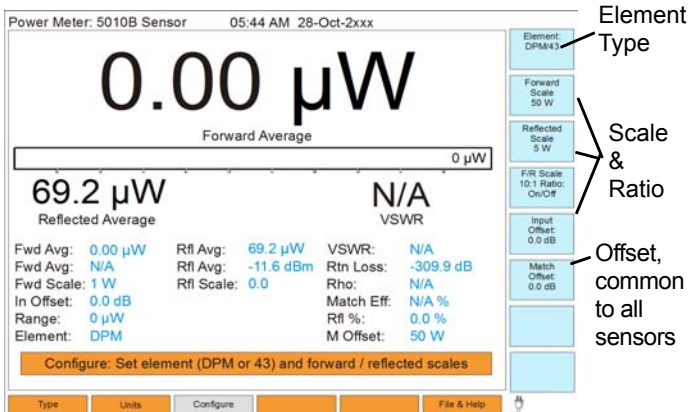 Power Meter: 5010B Sensor 05:44 AM 28-Oct-2xxx
0.00 µW
Forward Average
0 µW
69.2 µW
Reflected Average
N/A
VSWR
Fwd Avg: 0.00 µW Rfl Avg: 69.2 µW VSWR: N/A
Fwd Avg: N/A Rfl Avg: -11.6 dBm Rtn Loss: -309.9 dB
Fwd Scale: 1 W Rfl Scale: 0.0 Rho: N/A
In Offset: 0.0 dB Match Eff: N/A %
Range: 0 µW Rfl %: 0.0 %
Element: DPM M Offset: 50 W
Configure: Set element (DPM or 43) and forward / reflected scales
Type Units Configure File & Help
Element:
DPM/43
Forward
Scale
50 W
Reflected
Scale
5 W
F/R Scale
10:1 Ratio:
On/Off
Input
Offset:
0.0 dB
Match
Offset:
0.0 dB
Element
Type
Scale
&
Ratio
Offset,
common
to all
sensors